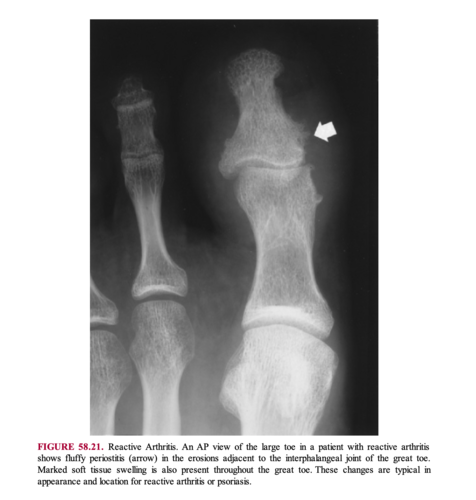 FIGURE 58.21. Reactive Arthritis. An AP view of the large toe in a patient with reactive arthritis
shows fluffy periostitis (arrow) in the erosions adjacent to the interphalangeal joint of the great toe.
Marked soft tissue swelling is also present throughout the great toe. These changes are typical in
appearance and location for reactive arthritis or psoriasis.